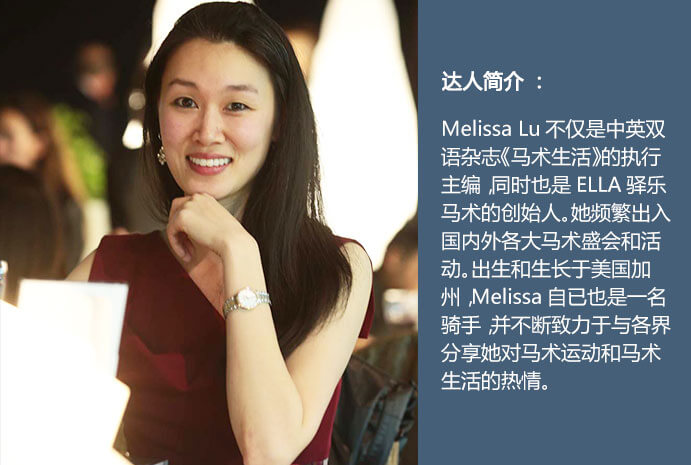 达人简介 ：
Melissa Lu 不仅是中英双
语杂志《马术生活》的执行
主编 ,同时也是 ELLA 驿乐
马术的创始人。她频繁出入
国内外各大马术盛会和活
动。出生和生长于美国加
州 ,Melissa 自已也是一名
骑手 ,并不断致力于与各界
分享她对马术运动和马术
生活的热情。